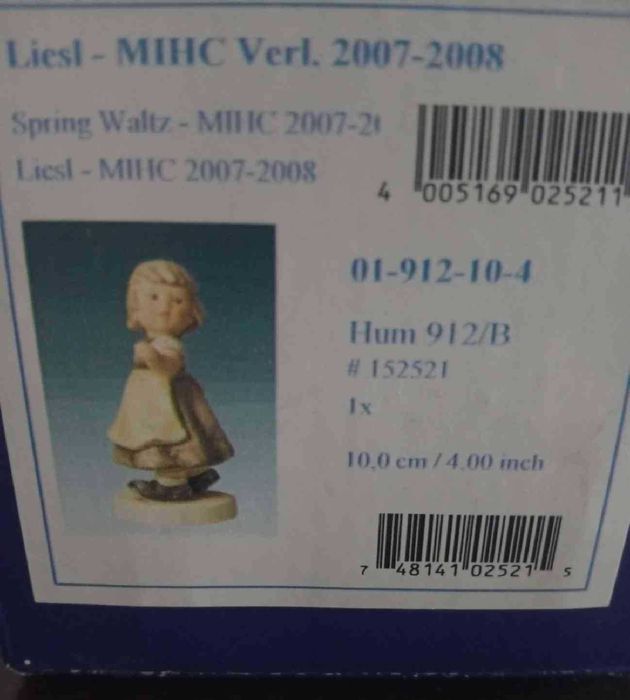 Liesl - MIHC Verl. 2007-2008
Spring Waltz - MIHC 2007-2
Liesl - MIHC 2007-2008
4 005169 025211
01-912-10-4
Hum 912/B
# 152521
1x
10,0 cm / 4.00 inch
7 48141 02521 5